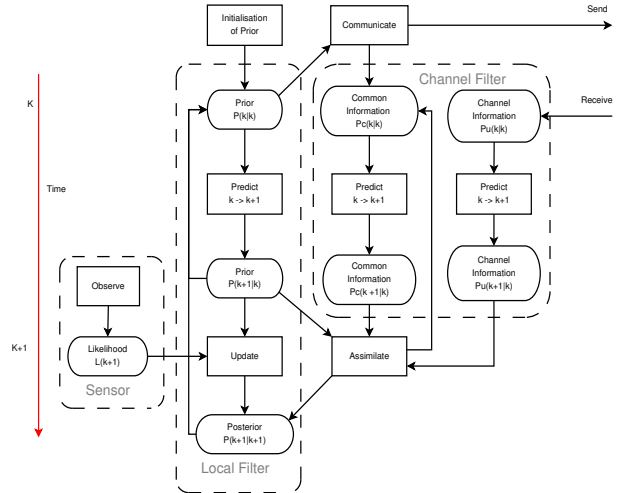 Initialisation
of Prior
Communicate
Send
Channel Filter
K
Prior
P(k|k)
Common
Information
Pc(k|k)
Channel
Information
Pu(k|k)
Receive
Time
Predict
k -> k+1
Predict
k -> k+1
Predict
k -> k+1
Observe
Prior
P(k+1|k)
Common
Information
Pc(k +1|k)
Channel
Information
Pu(k+1|k)
K+1
Likelihood
L(k+1)
Update
Assimilate
Sensor
Posterior
P(k+1|k+1)
Local Filter